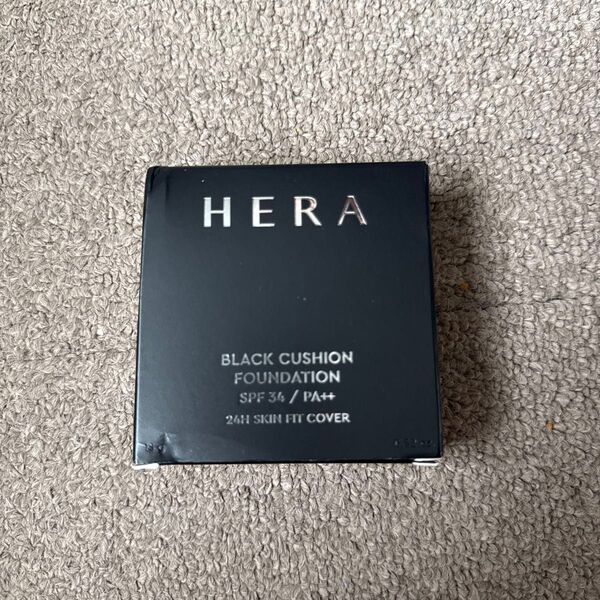 HERA
BLACK CUSHION
FOUNDATION
SPF 34 / PA++
24H SKIN FIT COVER